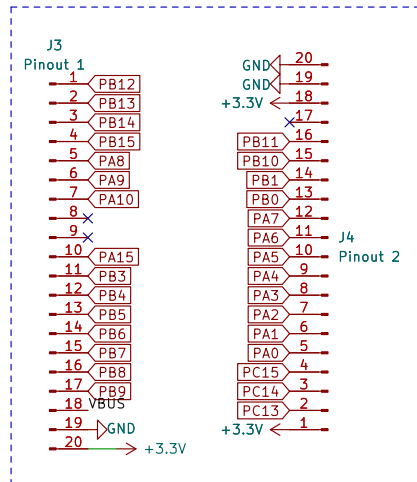 J3
Pinout 1
1 PB12
2 PB13
3 PB14
4 PB15
5 PA8
6 PA9
7 PA10
8
9
10 PA15
11 PB3
12 PB4
13 PB5
14 PB6
15 PB7
16 PB8
17 PB9
18 VBUS
19 GND
20 +3.3V
GND 20
GND 19
+3.3V 18
17
PB11 16
PB10 15
PB1 14
PB0 13
PA7 12
PA6 11
PA5 10
PA4 9
PA3 8
PA2 7
PA1 6
PA0 5
PC15 4
PC14 3
PC13 2
+3.3V 1
J4
Pinout 2